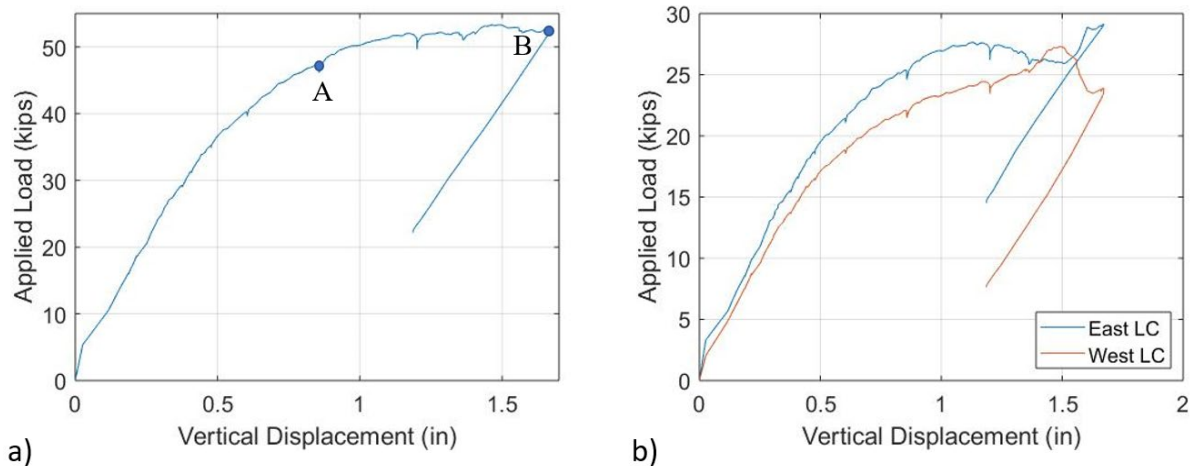 50
40
30
20
10
0
Applied Load (kips)
A
B
0
0.5
1
1.5
Vertical Displacement (in)
a)
30
25
20
15
10
5
0
Applied Load (kips)
East LC
West LC
0
0.5
1
1.5
2
Vertical Displacement (in)
b)